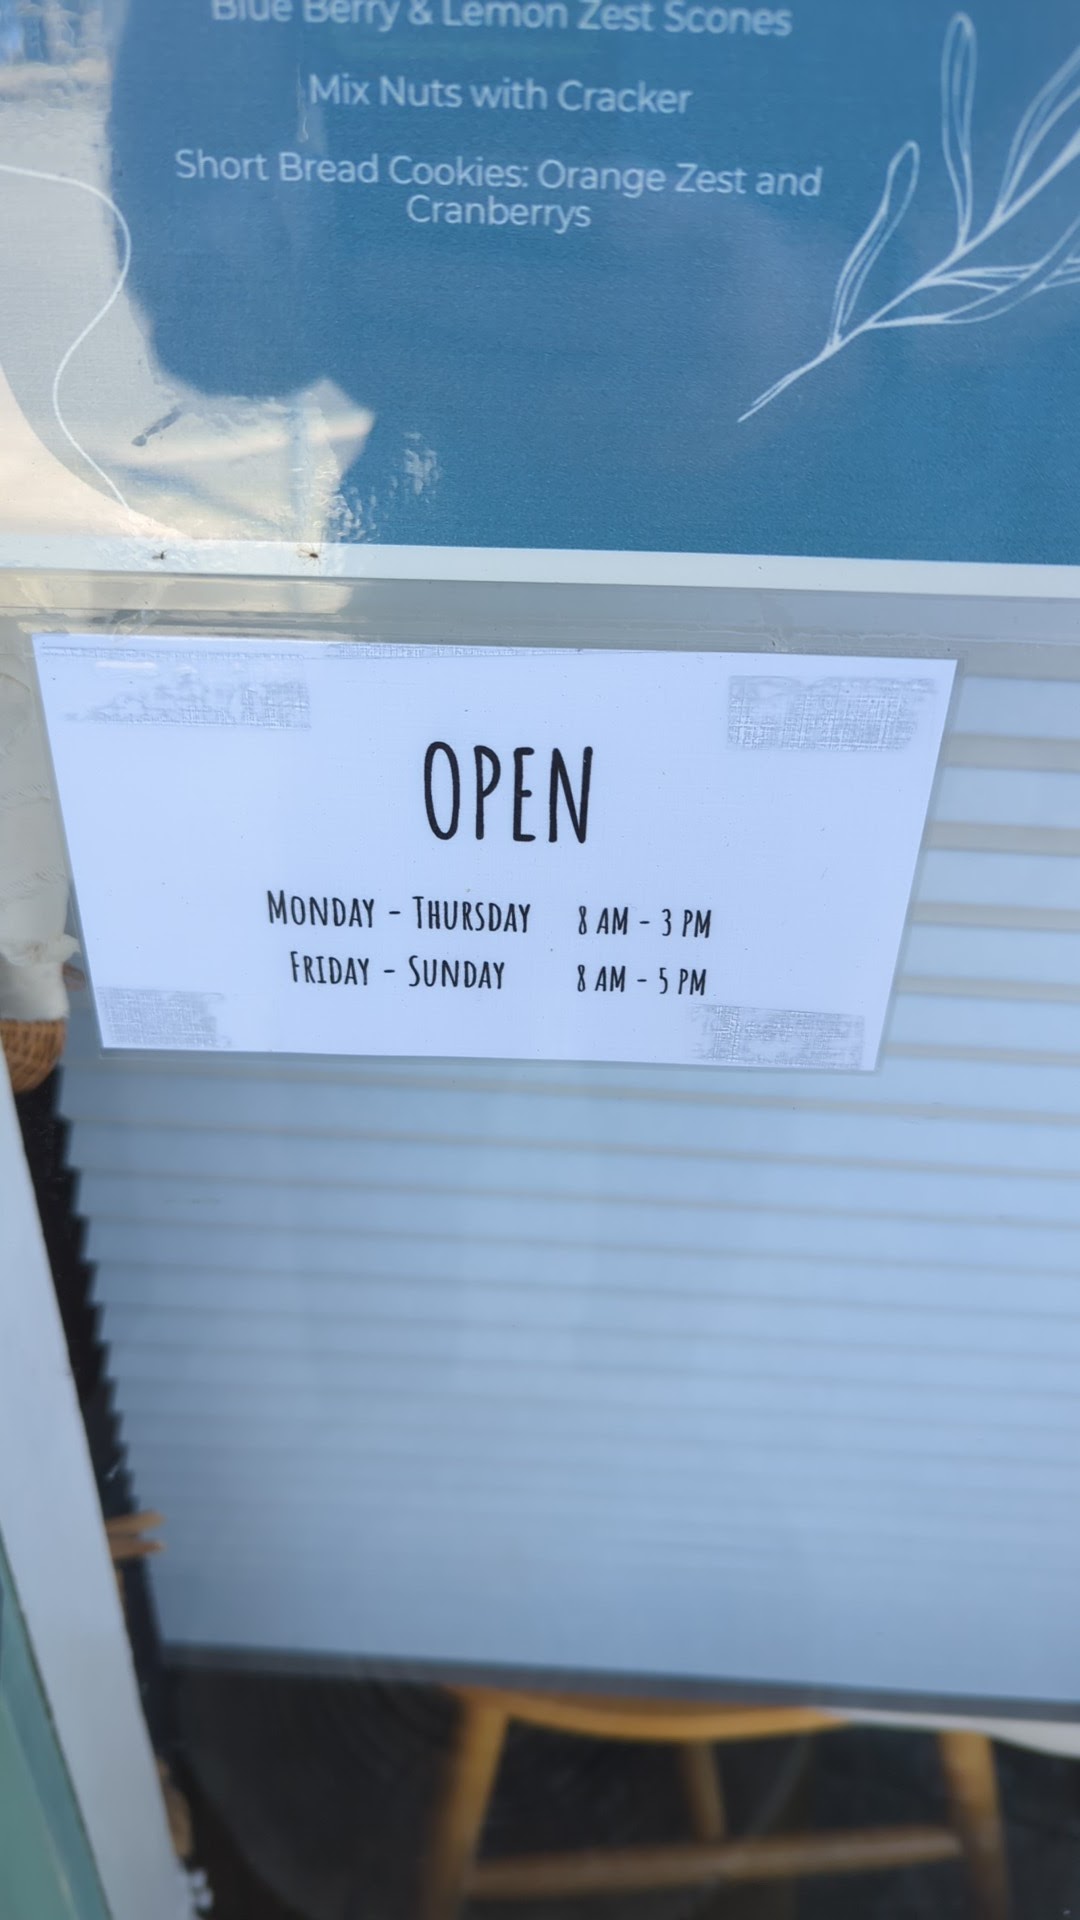 Blue Berry & Lemon Zest Scones
Mix Nuts with Cracker
Short Bread Cookies: Orange Zest and
Cranberrys
OPEN
MONDAY - THURSDAY 8 AM - 3 PM
FRIDAY - SUNDAY 8 AM - 5 PM